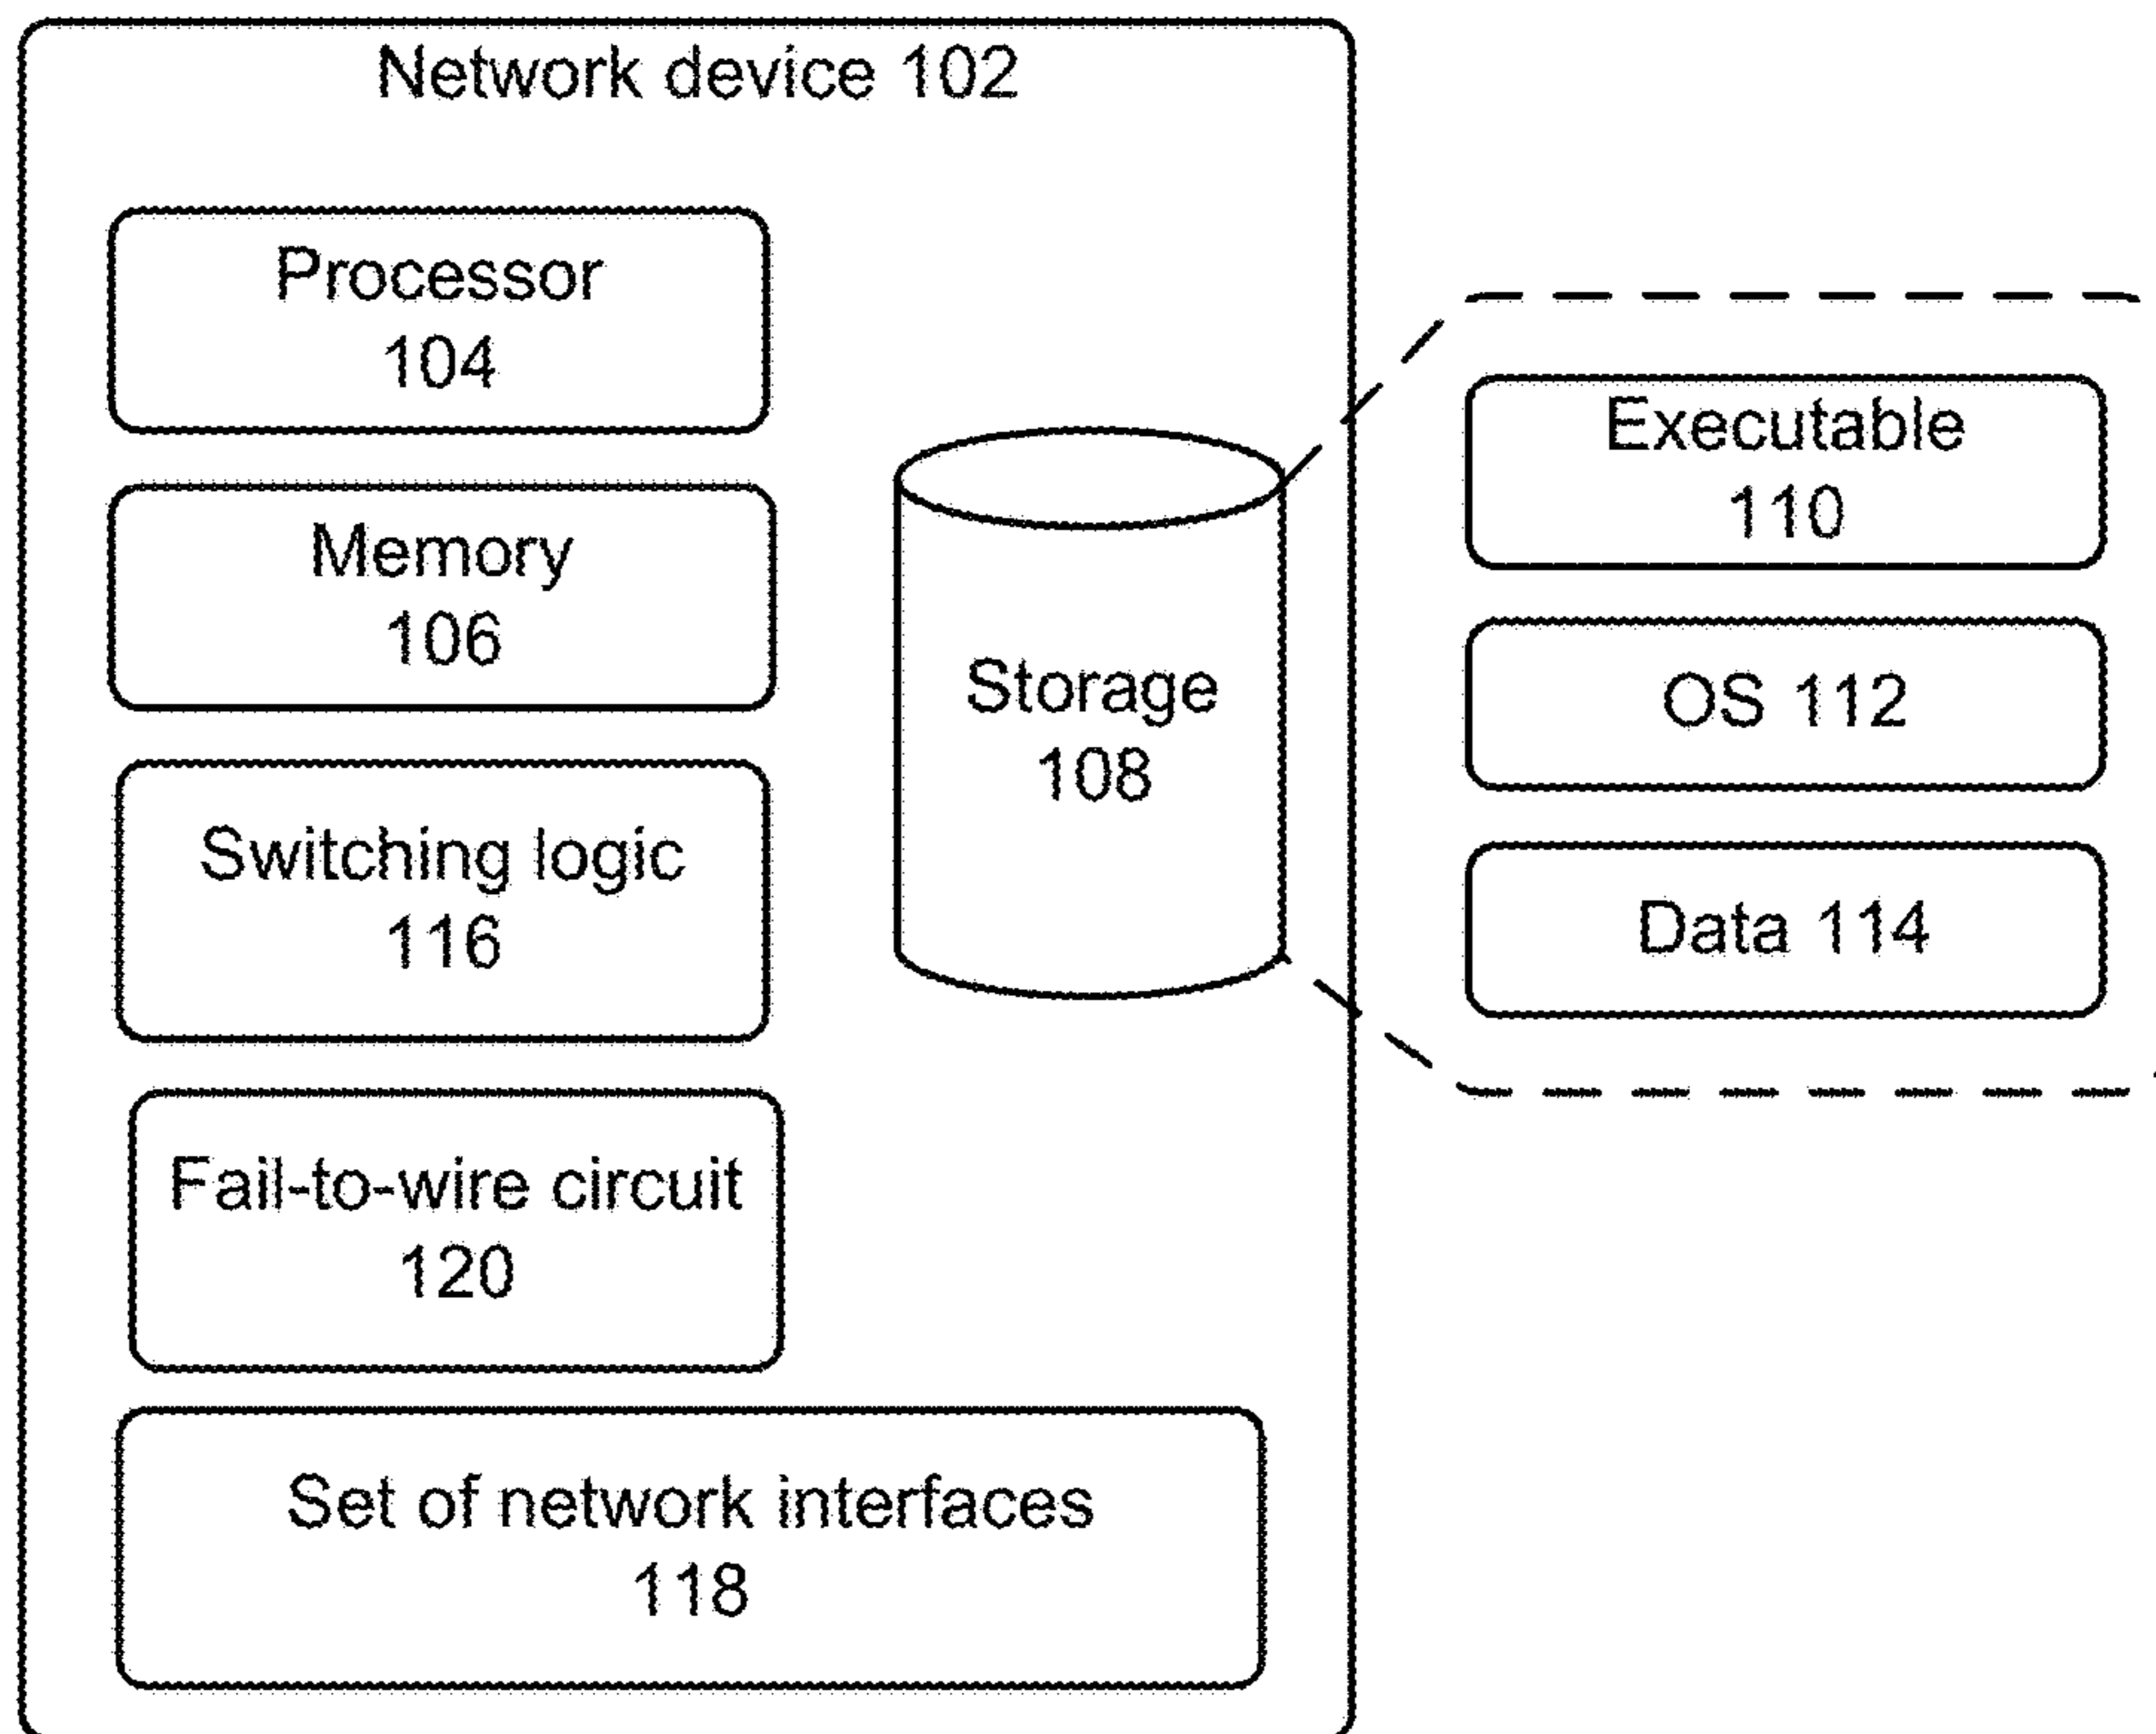 Network device 102
Processor
104
Memory
106
Switching logic
116
Fail-to-wire circuit
120
Set of network interfaces
118
Storage
108
Executable
110
OS 112
Data 114